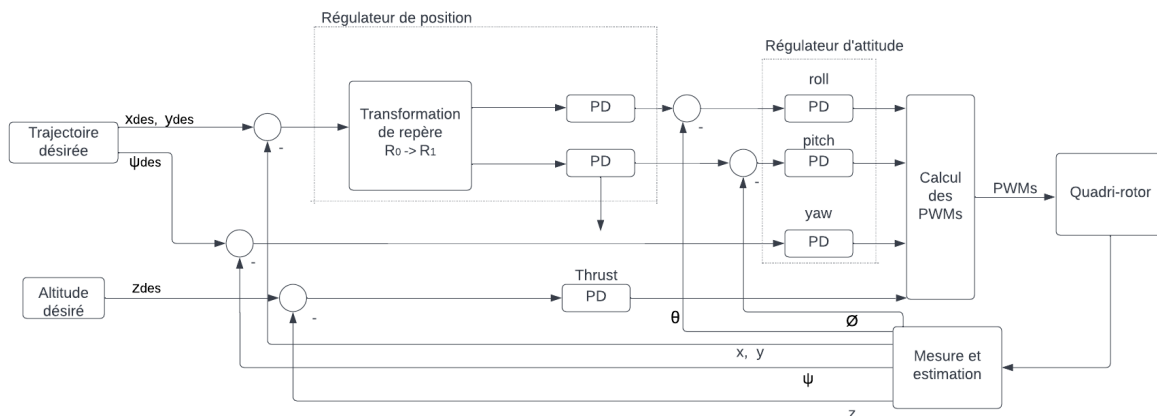 Régulateur de position
Régulateur d'attitude
roll
PD
PD
Transformation
de repère
R₀ -> R₁
xdes, ydes
Trajectoire
désirée
-
-
pitch
ψdes
PD
PD
-
-
Calcul
des
PWMs
PWMs
Quadri-rotor
yaw
PD
-
Thrust
zdes
PD
Altitude
désiré
-
θ
Ø
x, y
Mesure et
estimation
ψ
z